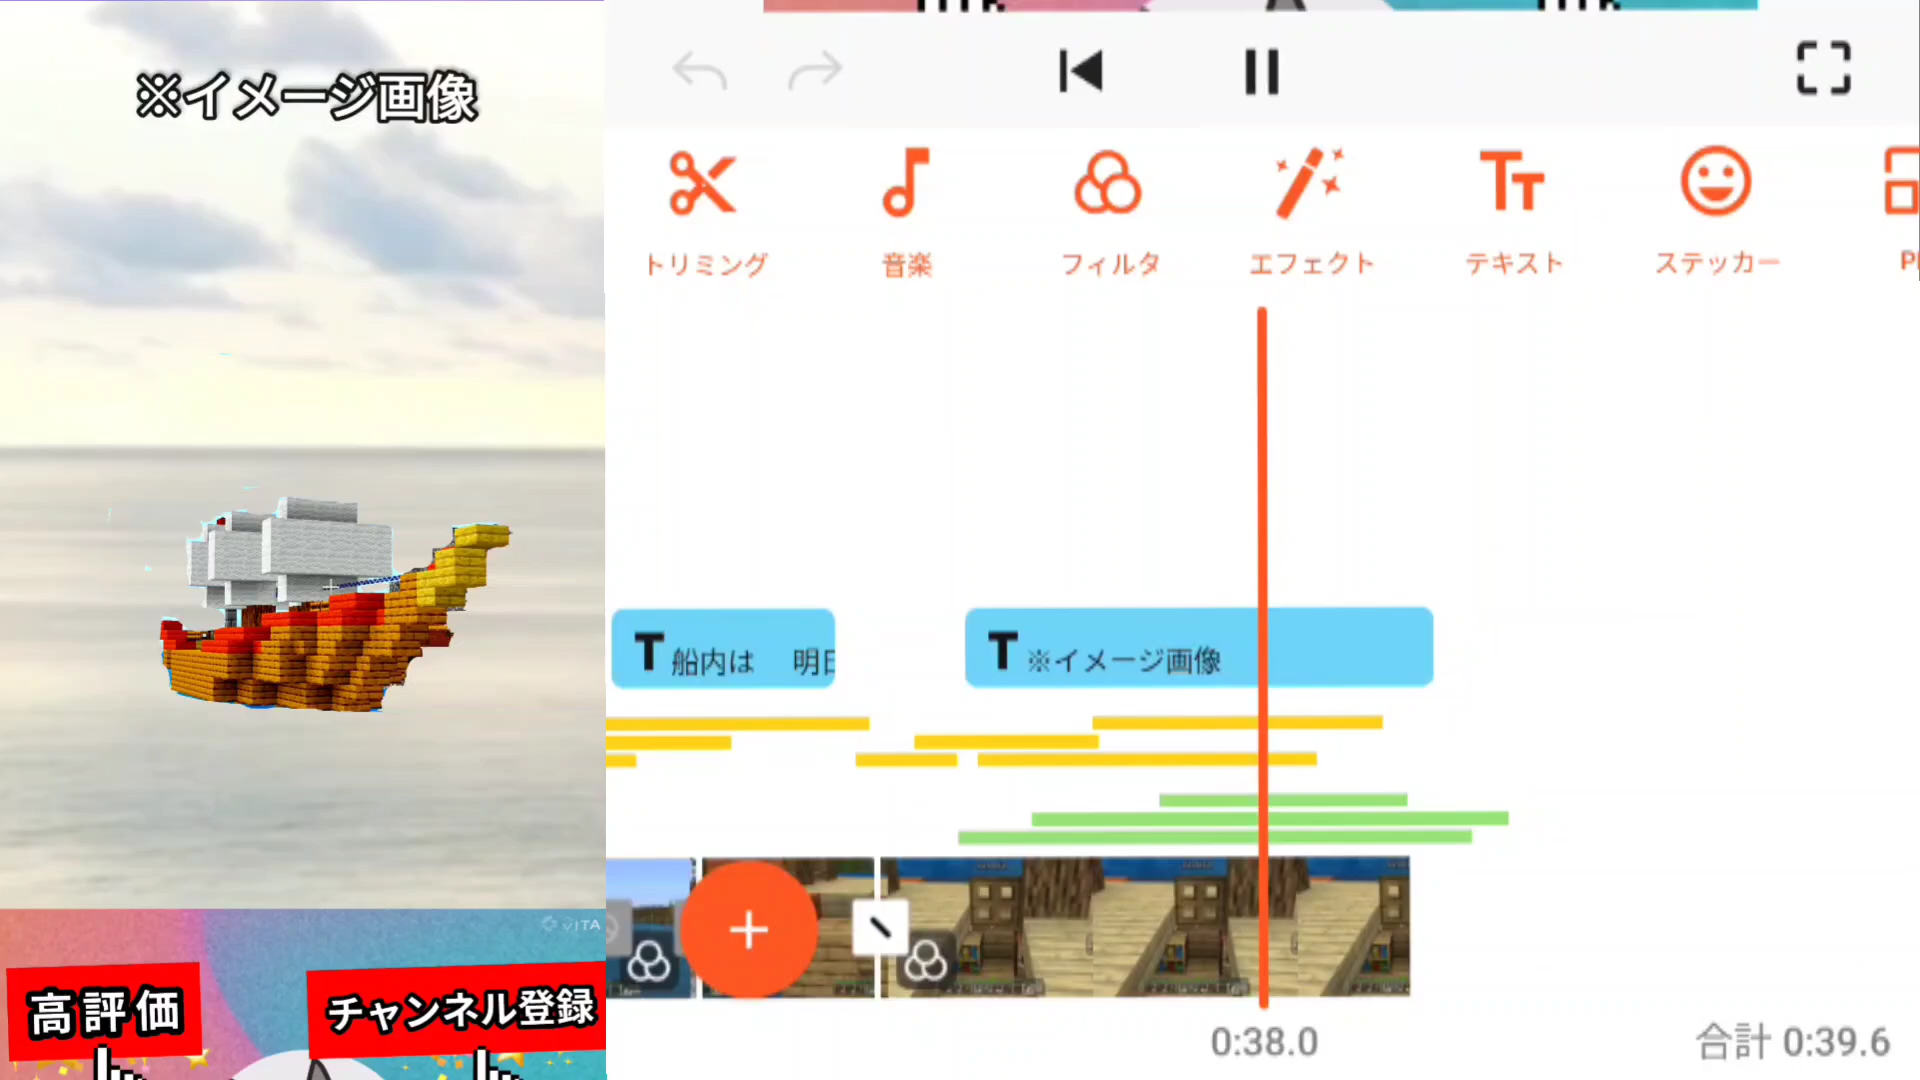 ※イメージ画像
トリミング
音楽
フィルタ
エフェクト
テキスト
ステッカー
T 船内は 明日
T ※イメージ画像
VITA
高評価
チャンネル登録
0:38.0
合計 0:39.6